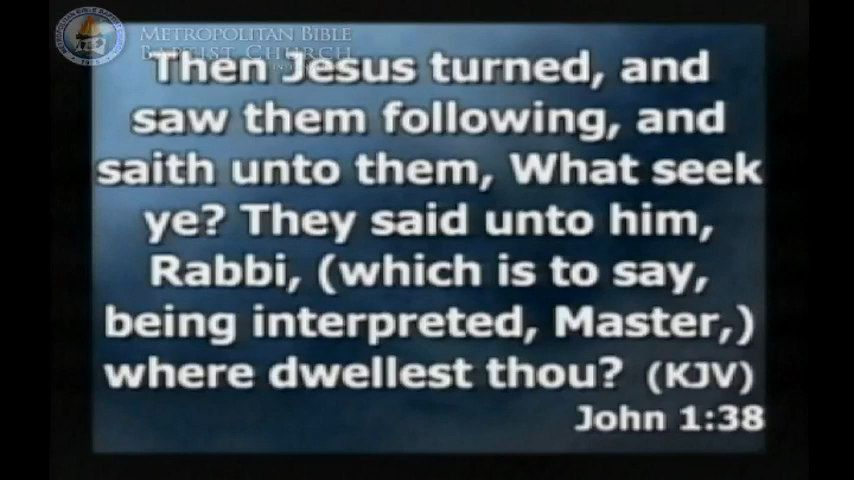 METROPOLITAN BIBLE
BAPTIST CHURCH
Then Jesus turned, and
saw them following, and
saith unto them, What seek
ye? They said unto him,
Rabbi, (which is to say,
being interpreted, Master,)
where dwellest thou? (KJV)
John 1:38